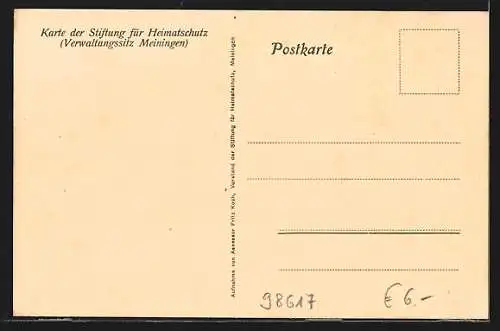 Karte der Stiftung für Heimatschutz
(Verwaltungssitz Meiningen)
Postkarte
Aufnahme von Assessor Fritz Koch, Vorstand der Stiftung für Heimatschutz, Meiningen
98617
€ 6.-